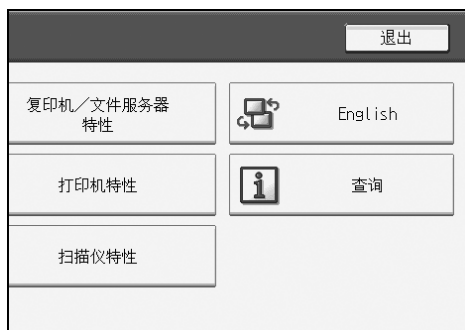 退出
复印机／文件服务器
特性
English
打印机特性
查询
扫描仪特性